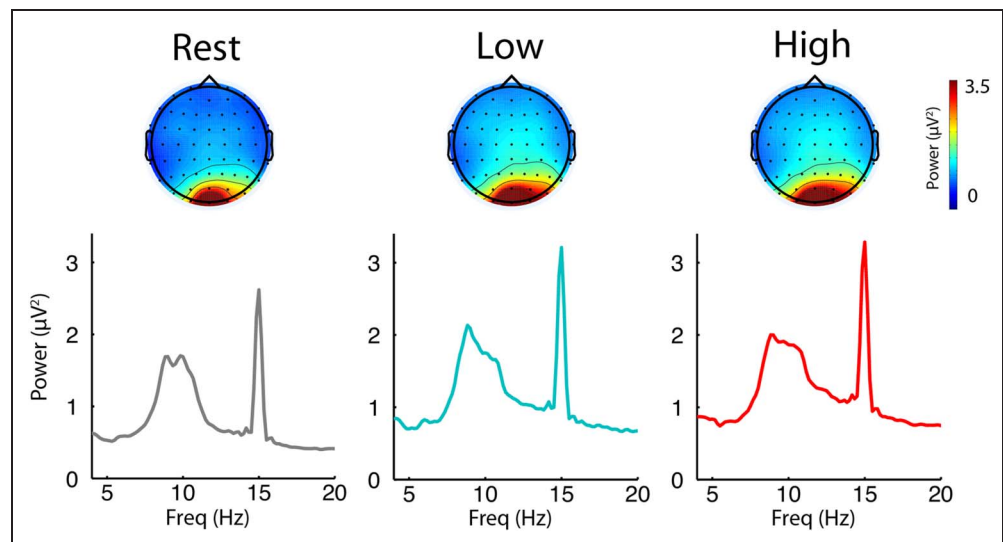 Rest Low High
3.5
Power (µV²)
0
3 3 3
2 2 2
Power (µV²)
1 1 1
0 0 0
5 10 15 20 5 10 15 20 5 10 15 20
Freq (Hz) Freq (Hz) Freq (Hz)